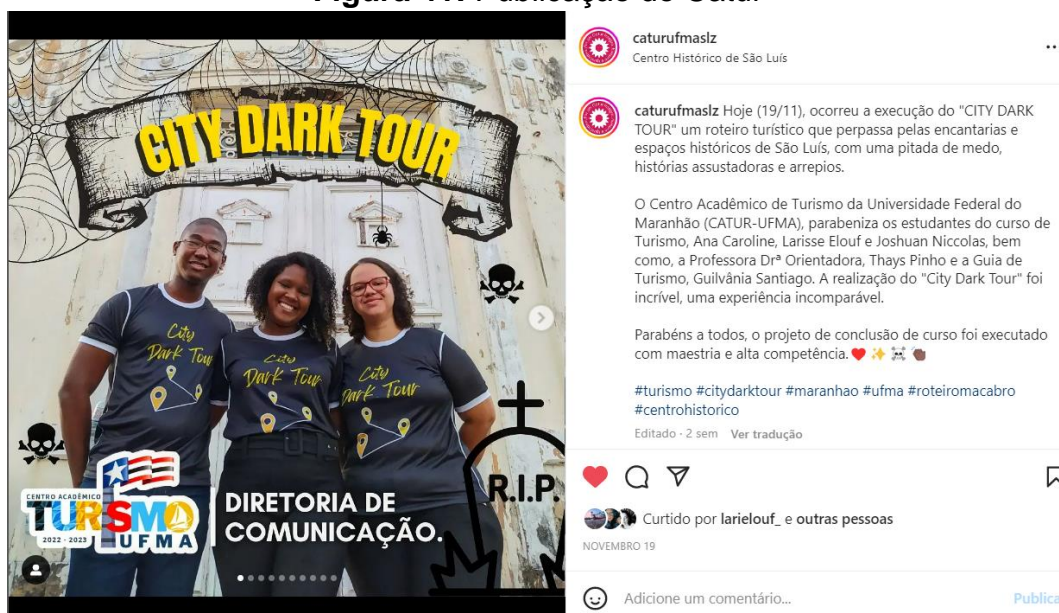 Figura 17. Publicação do Catur
CITY DARK TOUR
City
Dark Tour
City
Dark Tour
City
Dark Tour
R.I.P.
CENTRO ACADÊMICO
TURISMO
2022 - 2023
UFMA
DIRETORIA DE
COMUNICAÇÃO.
caturufmaslz
Centro Histórico de São Luís
caturufmaslz Hoje (19/11), ocorreu a execução do "CITY DARK
TOUR" um roteiro turístico que perpassa pelas encantarias e
espaços históricos de São Luís, com uma pitada de medo,
histórias assustadoras e arrepios.
O Centro Acadêmico de Turismo da Universidade Federal do
Maranhão (CATUR-UFMA), parabeniza os estudantes do curso de
Turismo, Ana Caroline, Larisse Elouf e Joshuan Niccolas, bem
como, a Professora Drª Orientadora, Thays Pinho e a Guia de
Turismo, Guilvânia Santiago. A realização do "City Dark Tour" foi
incrível, uma experiência incomparável.
Parabéns a todos, o projeto de conclusão de curso foi executado
com maestria e alta competência. ❤️ ✨ ☠️ 👏🏿
#turismo #citydarktour #maranhao #ufma #roteiromacabro
#centrohistorico
Editado · 2 sem Ver tradução
Curtido por larielouf_ e outras pessoas
NOVEMBRO 19
Adicione um comentário...
Publica